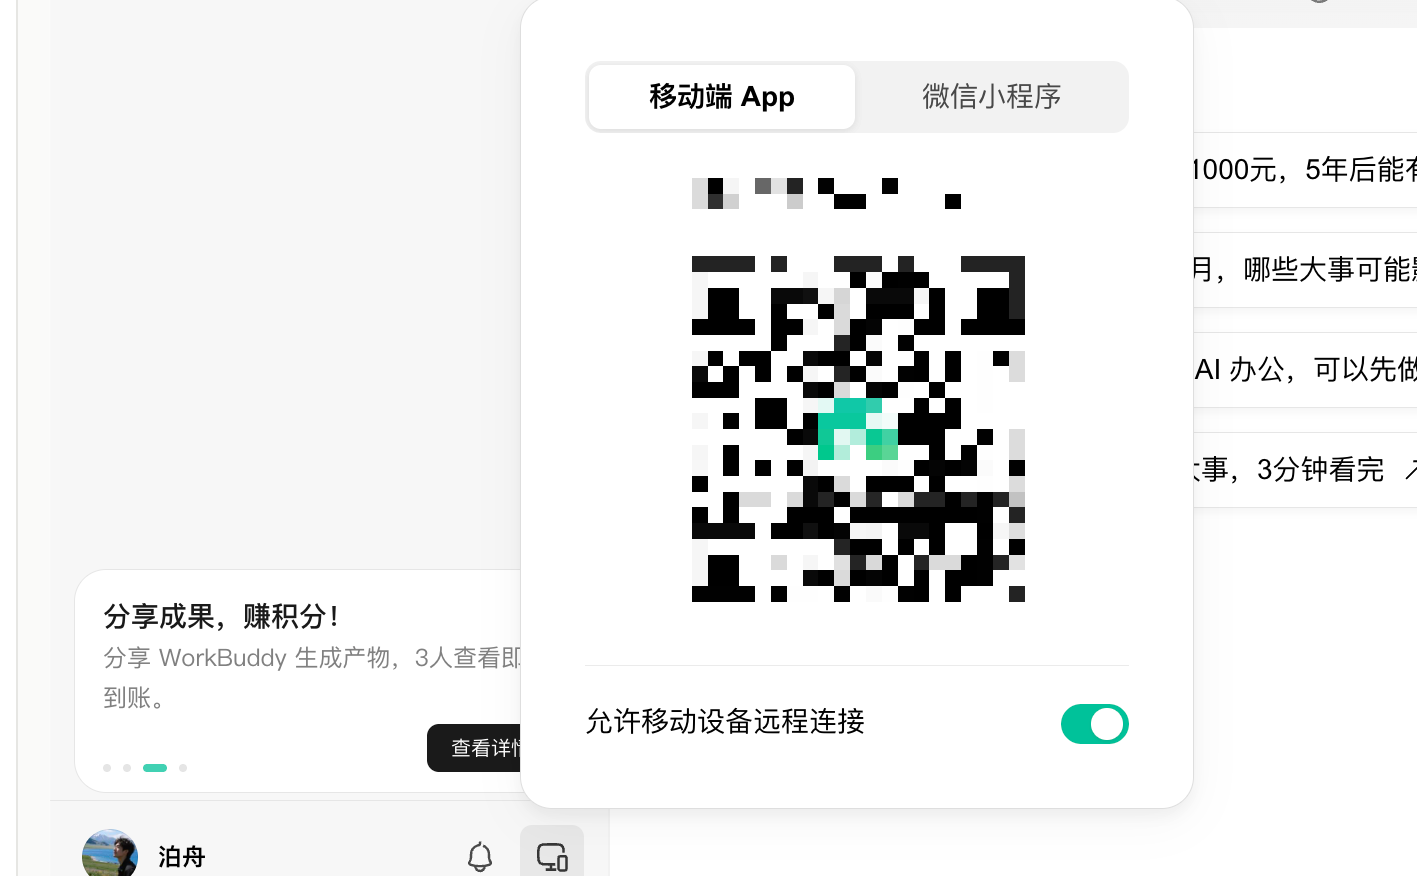 移动端 App
微信小程序
1000元，5年后能有
月，哪些大事可能
AI 办公，可以先做
事，3分钟看完 ↗
分享成果，赚积分！
分享 WorkBuddy 生成产物，3人查看即
到账。
查看详情
允许移动设备远程连接
泊舟